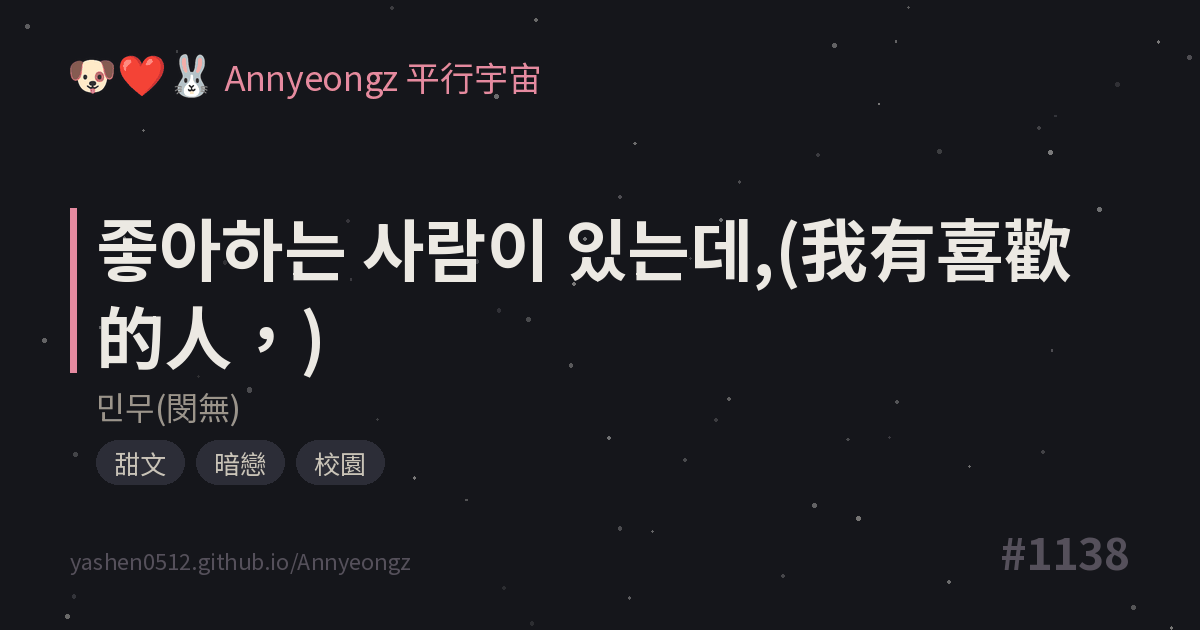 🐶❤️🐰 Annyeongz 平行宇宙
좋아하는 사람이 있는데,(我有喜歡
的人，)
민무(閔無)
甜文 暗戀 校園
yashen0512.github.io/Annyeongz
#1138